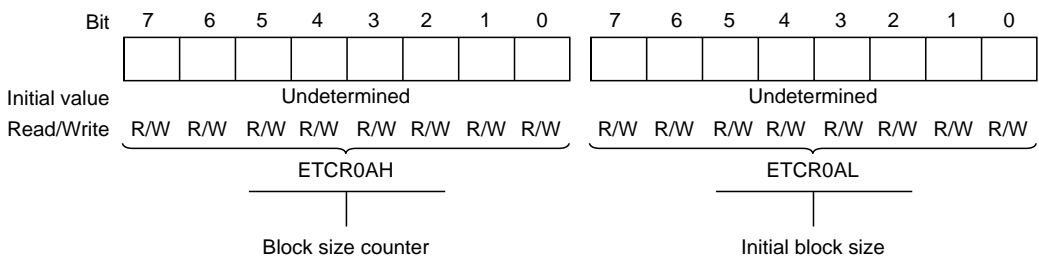 Bit 7 6 5 4 3 2 1 0 7 6 5 4 3 2 1 0
Initial value Undetermined Undetermined
Read/Write R/W R/W R/W R/W R/W R/W R/W R/W R/W R/W R/W R/W R/W R/W R/W R/W
ETCR0AH ETCR0AL
Block size counter Initial block size